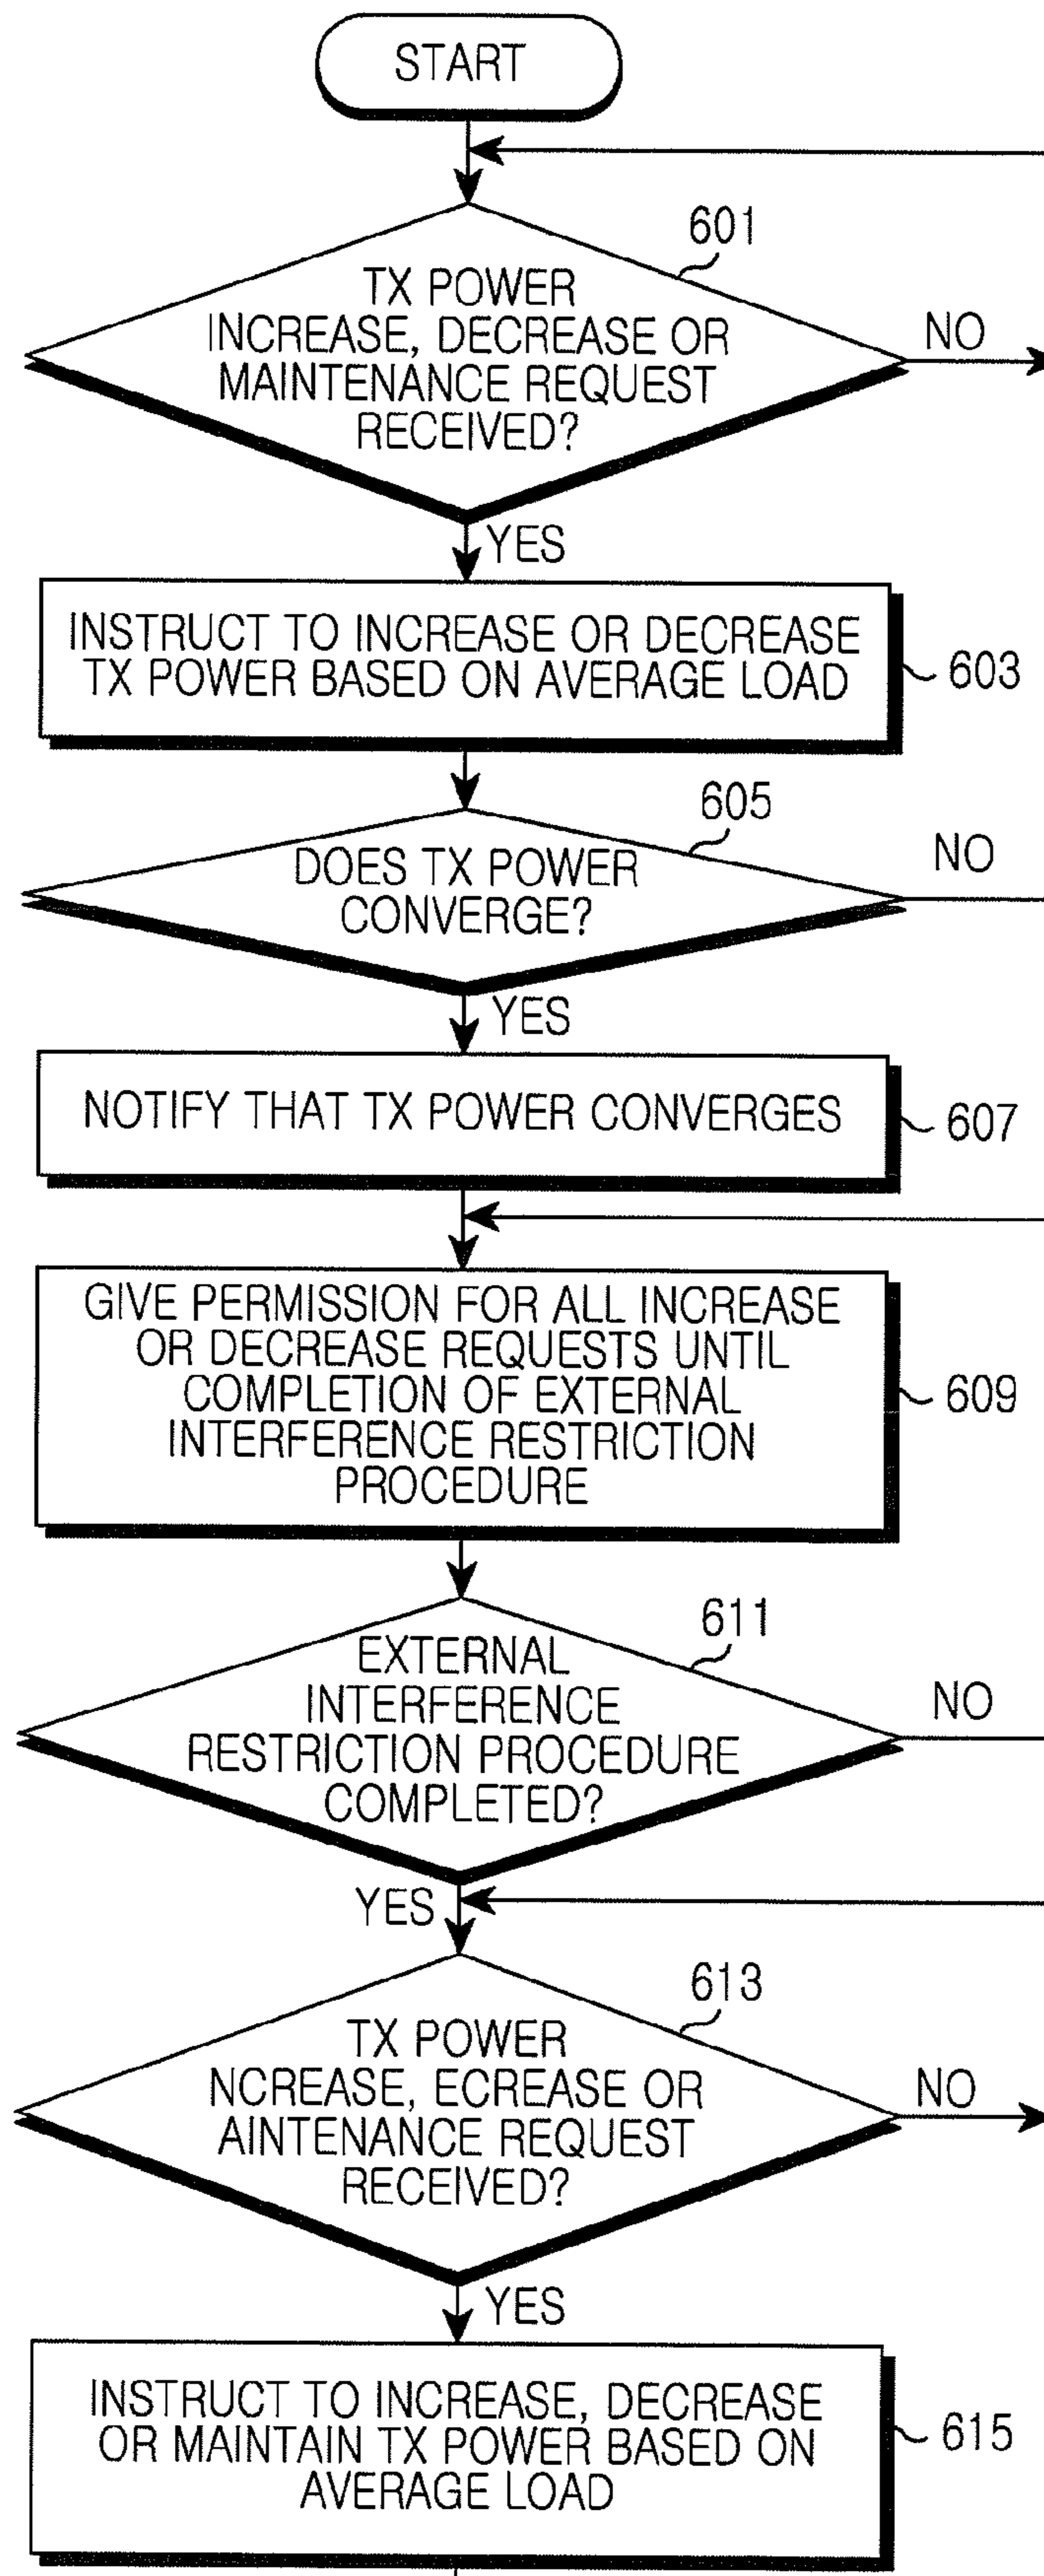 START
601
TX POWER
INCREASE, DECREASE OR
MAINTENANCE REQUEST
RECEIVED?
NO
YES
INSTRUCT TO INCREASE OR DECREASE
TX POWER BASED ON AVERAGE LOAD
603
605
DOES TX POWER
CONVERGE?
NO
YES
NOTIFY THAT TX POWER CONVERGES
607
GIVE PERMISSION FOR ALL INCREASE
OR DECREASE REQUESTS UNTIL
COMPLETION OF EXTERNAL
INTERFERENCE RESTRICTION
PROCEDURE
609
611
EXTERNAL
INTERFERENCE
RESTRICTION PROCEDURE
COMPLETED?
NO
YES
613
TX POWER
NCREASE, ECREASE OR
AINTENANCE REQUEST
RECEIVED?
NO
YES
INSTRUCT TO INCREASE, DECREASE
OR MAINTAIN TX POWER BASED ON
AVERAGE LOAD
615